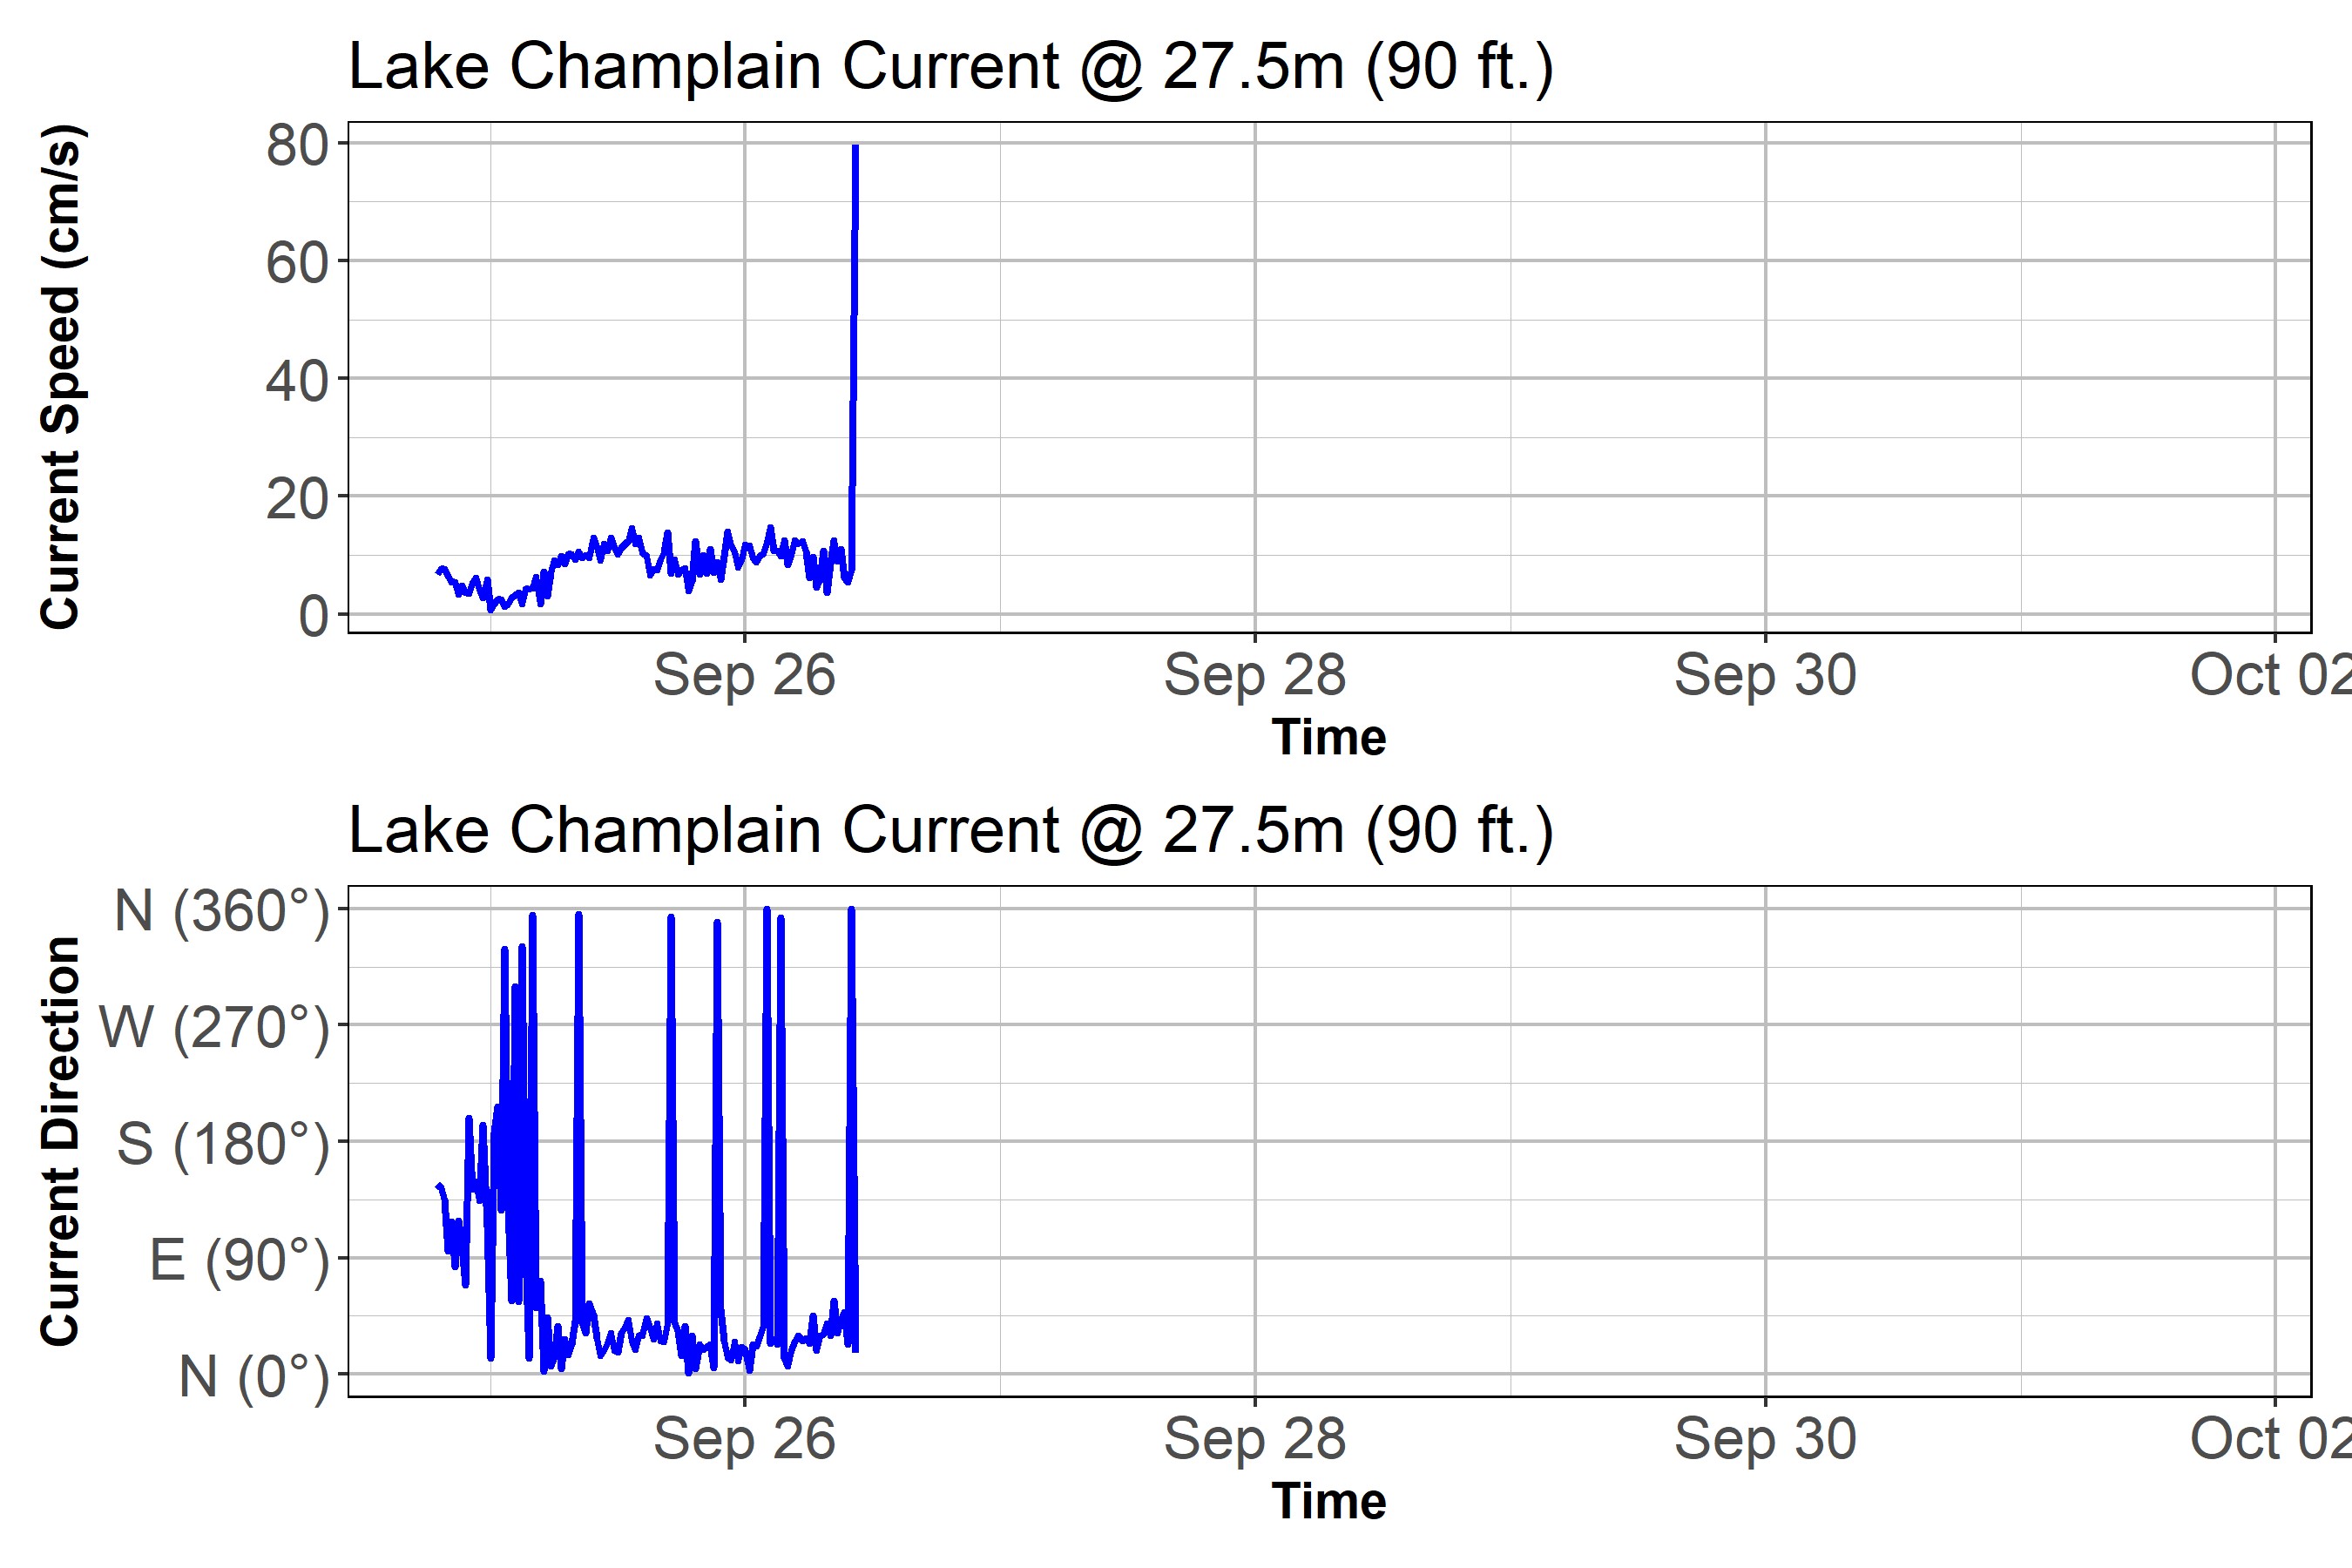 Lake Champlain Current @ 27.5m (90 ft.)
Current Speed (cm/s)
80
60
40
20
0
Sep 26 Sep 28 Sep 30 Oct 02
Time
Lake Champlain Current @ 27.5m (90 ft.)
Current Direction
N (360°)
W (270°)
S (180°)
E (90°)
N (0°)
Sep 26 Sep 28 Sep 30 Oct 02
Time